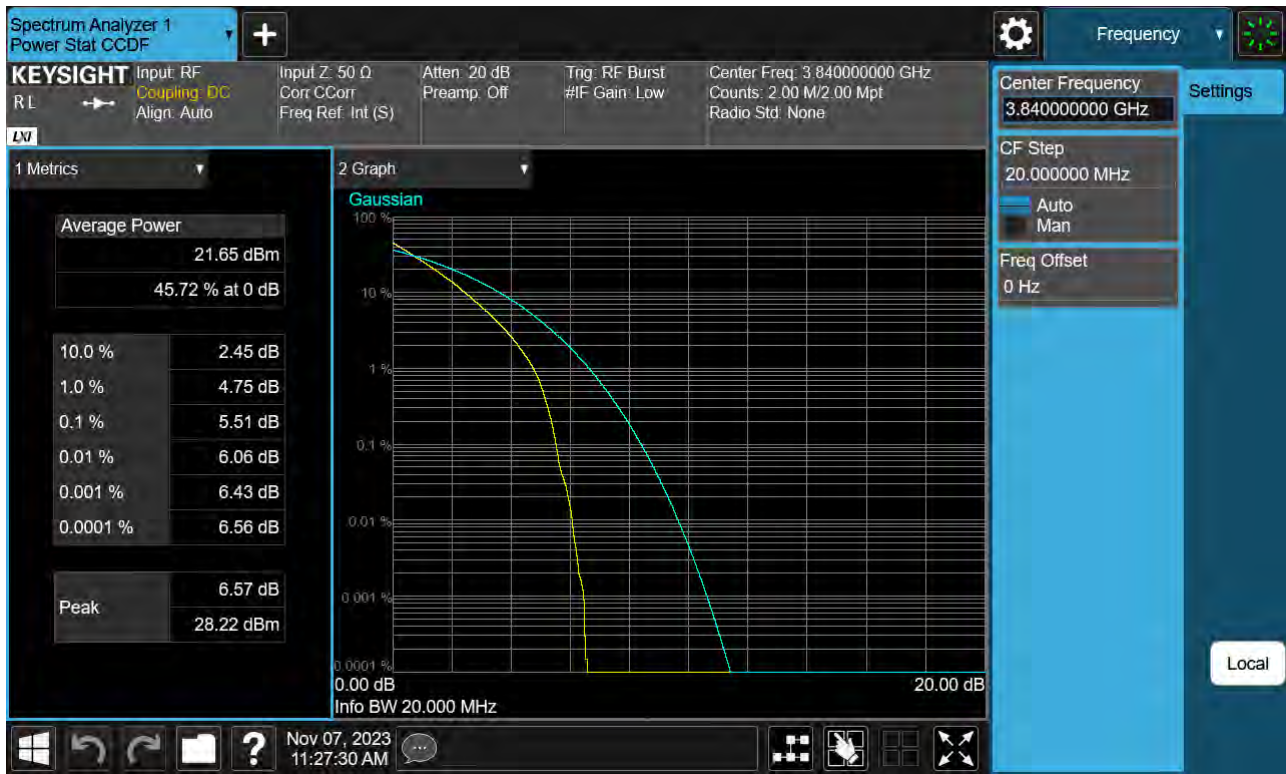 Spectrum Analyzer 1
Power Stat CCDF
+
Frequency
KEYSIGHT
RL
LXI
Input: RF
Coupling: DC
Align: Auto
Input Z: 50 Ω
Corr CCorr
Freq Ref: Int (S)
Atten: 20 dB
Preamp: Off
Trig: RF Burst
#IF Gain: Low
Center Freq: 3.840000000 GHz
Counts: 2.00 M/2.00 Mpt
Radio Std: None
Center Frequency
3.840000000 GHz
Settings
CF Step
20.000000 MHz
Auto
Man
Freq Offset
0 Hz
1 Metrics
Average Power
21.65 dBm
45.72 % at 0 dB
10.0 % 2.45 dB
1.0 % 4.75 dB
0.1 % 5.51 dB
0.01 % 6.06 dB
0.001 % 6.43 dB
0.0001 % 6.56 dB
Peak
6.57 dB
28.22 dBm
2 Graph
Gaussian
100 %
10 %
1 %
0.1 %
0.01 %
0.001 %
0.0001 %
0.00 dB 20.00 dB
Info BW 20.000 MHz
Local
?
Nov 07, 2023
11:27:30 AM